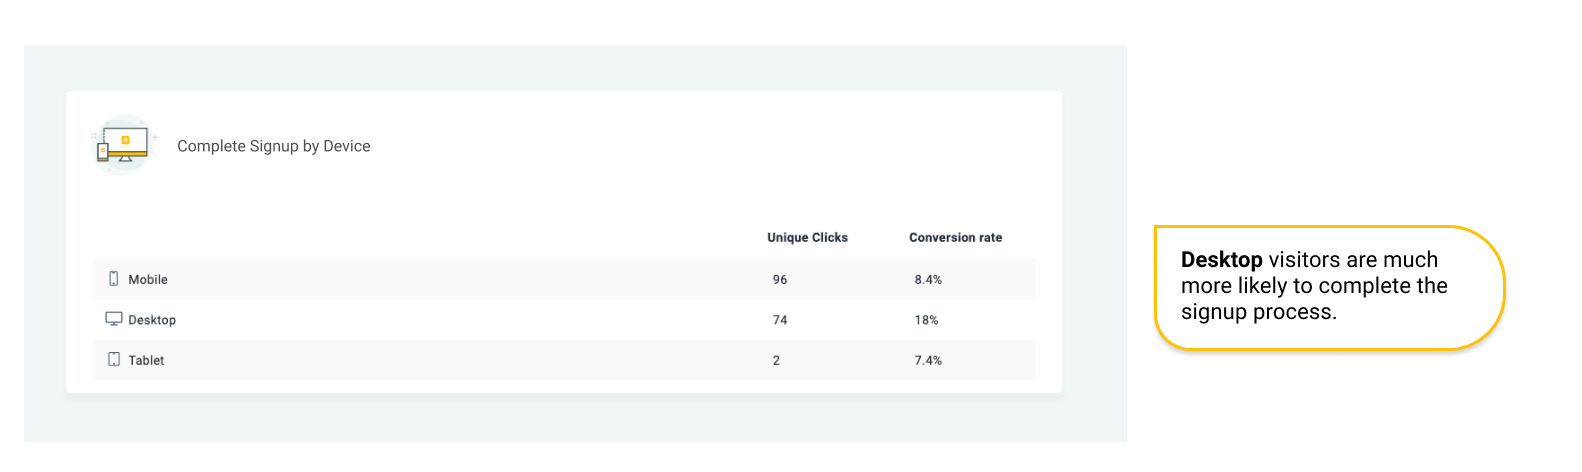 Complete Signup by Device
Unique Clicks Conversion rate
Mobile 96 8.4%
Desktop 74 18%
Tablet 2 7.4%
Desktop visitors are much
more likely to complete the
signup process.